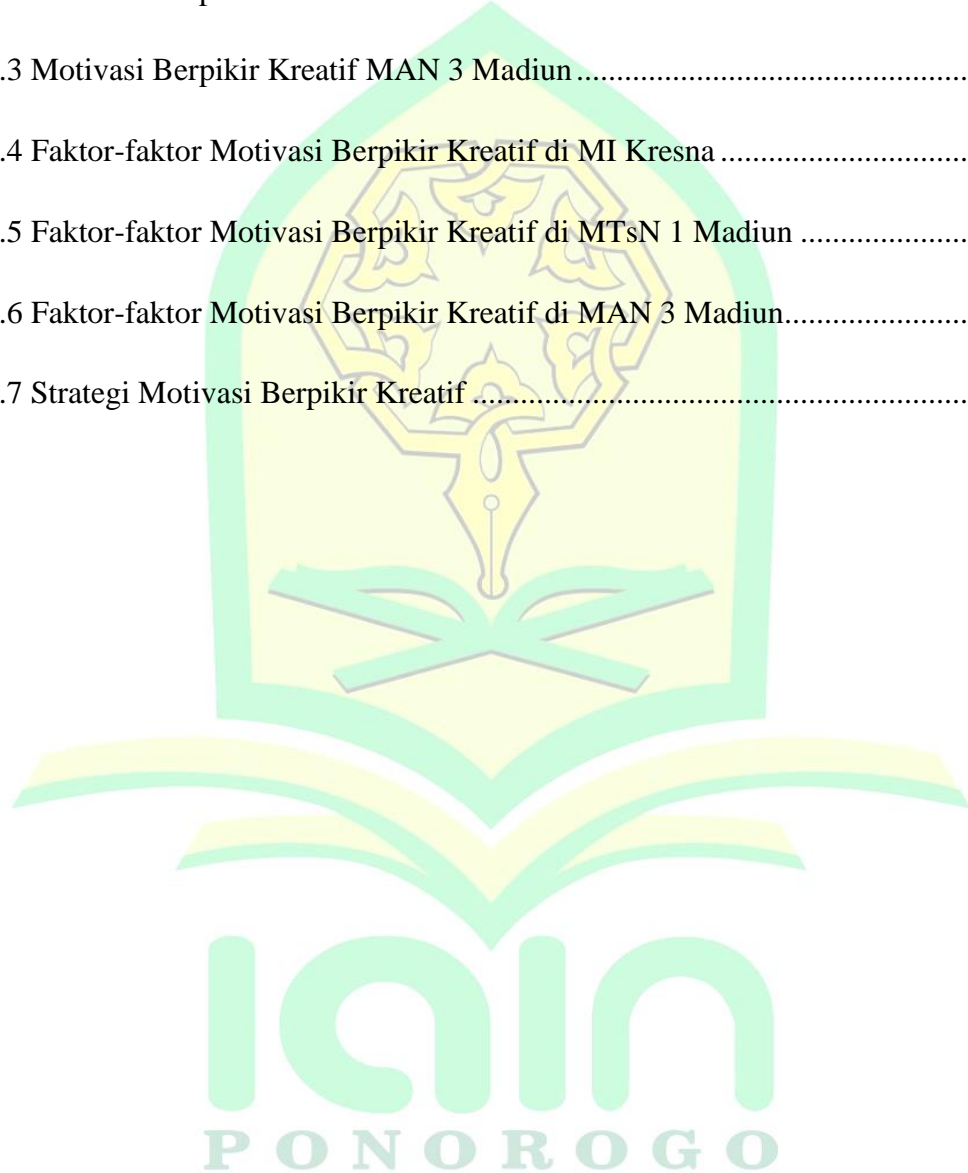 .3 Motivasi Berpikir Kreatif MAN 3 Madiun ................................................
.4 Faktor-faktor Motivasi Berpikir Kreatif di MI Kresna ...............................
.5 Faktor-faktor Motivasi Berpikir Kreatif di MTsN 1 Madiun .....................
.6 Faktor-faktor Motivasi Berpikir Kreatif di MAN 3 Madiun.......................
.7 Strategi Motivasi Berpikir Kreatif ..............................................................
iain
PONOROGO